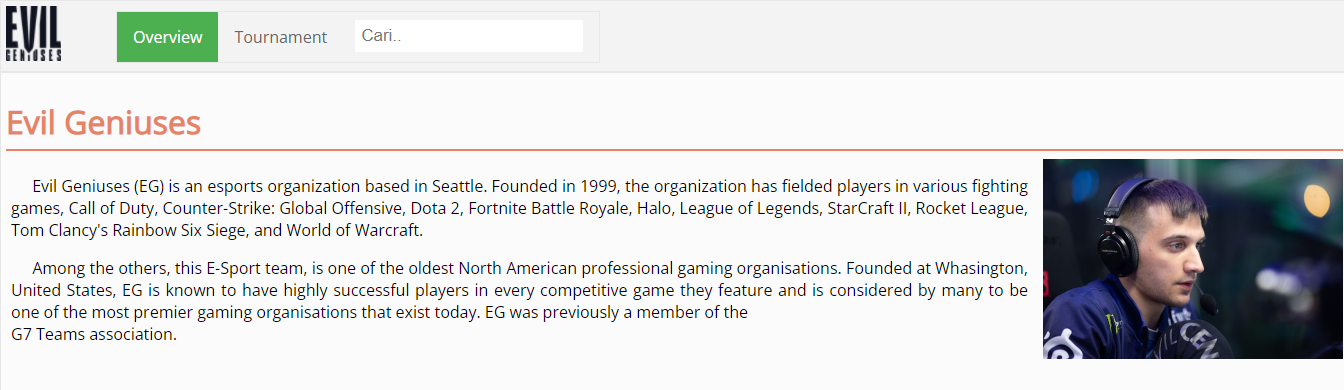 EVIL
GENIUSES
Overview Tournament Cari..
Evil Geniuses
Evil Geniuses (EG) is an esports organization based in Seattle. Founded in 1999, the organization has fielded players in various fighting
games, Call of Duty, Counter-Strike: Global Offensive, Dota 2, Fortnite Battle Royale, Halo, League of Legends, StarCraft II, Rocket League,
Tom Clancy's Rainbow Six Siege, and World of Warcraft.
Among the others, this E-Sport team, is one of the oldest North American professional gaming organisations. Founded at Whasington,
United States, EG is known to have highly successful players in every competitive game they feature and is considered by many to be
one of the most premier gaming organisations that exist today. EG was previously a member of the
G7 Teams association.